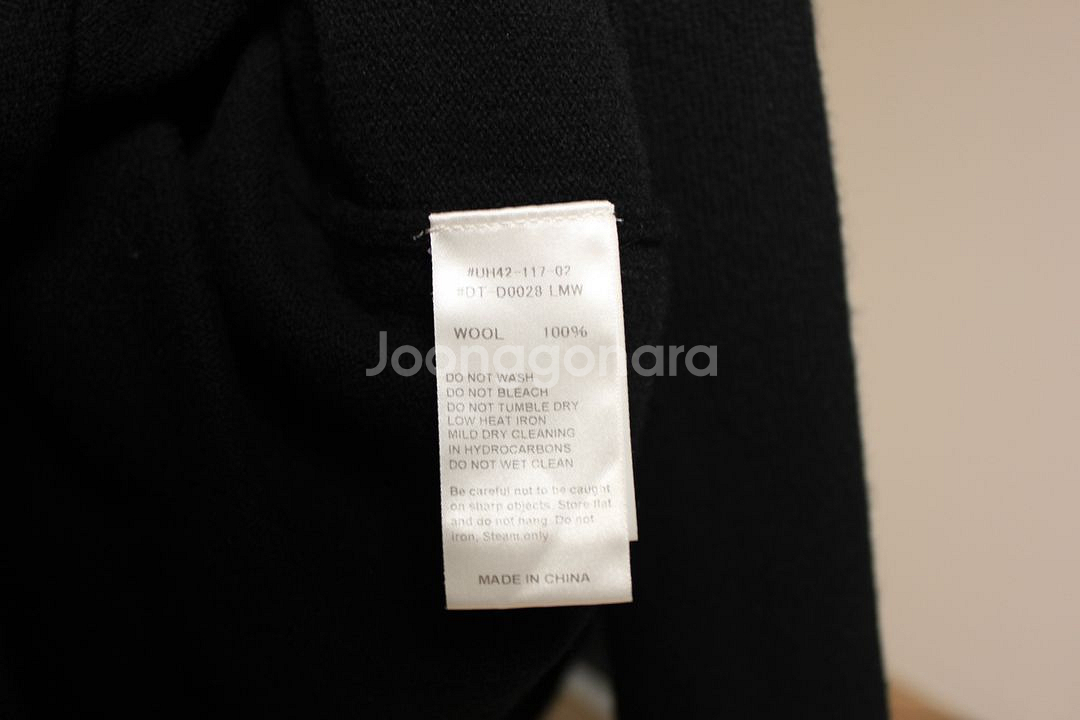 #UH42-117-02
#DT-D0028 LMW
WOOL 100%
Joonagonara
DO NOT WASH
DO NOT BLEACH
DO NOT TUMBLE DRY
LOW HEAT IRON
MILD DRY CLEANING
IN HYDROCARBONS
DO NOT WET CLEAN
Be careful not to be caught
on sharp objects. Store flat
and do not hang. Do not
iron, Steam only.
MADE IN CHINA